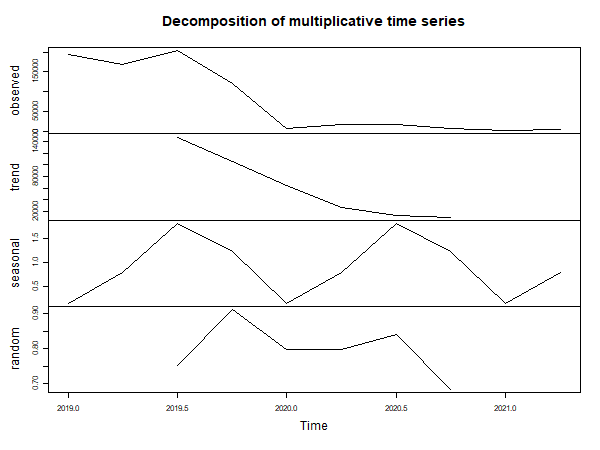 Decomposition of multiplicative time series
observed
150000
50000
trend
140000
80000
20000
seasonal
1.5
1.0
0.5
random
0.90
0.80
0.70
2019.0 2019.5 2020.0 2020.5 2021.0
Time